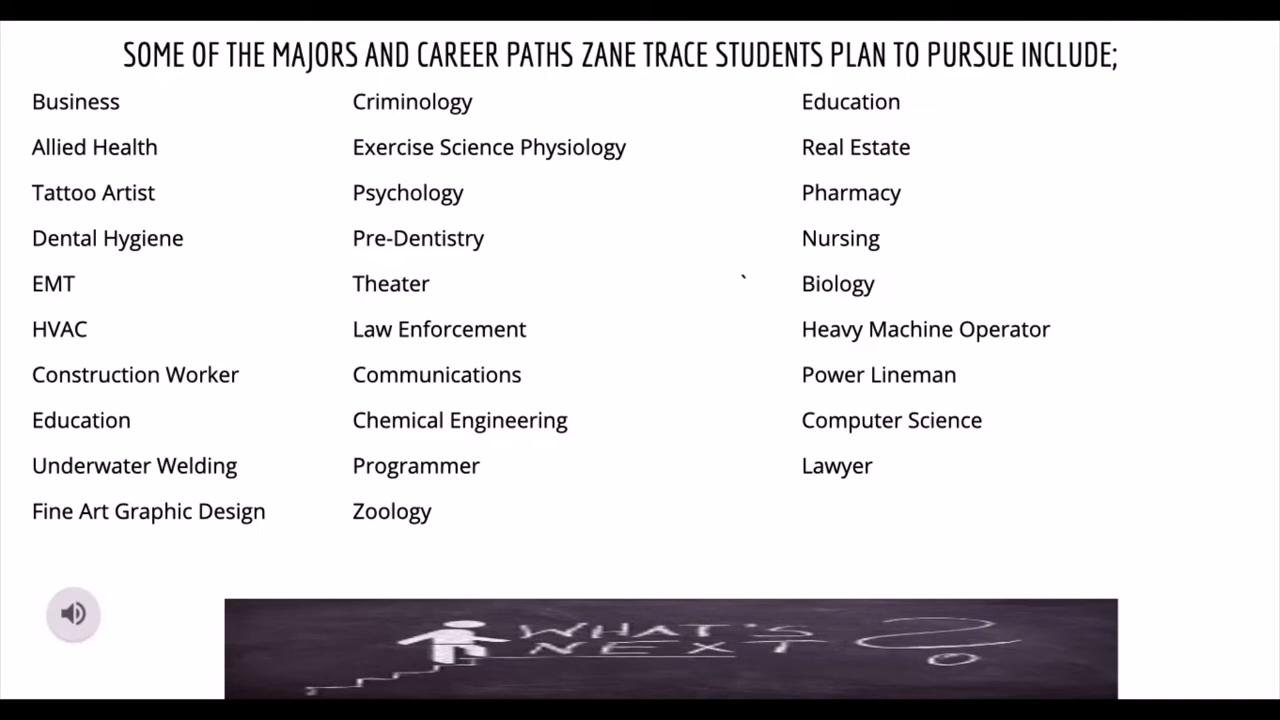 SOME OF THE MAJORS AND CAREER PATHS ZANE TRACE STUDENTS PLAN TO PURSUE INCLUDE;
Business
Allied Health
Tattoo Artist
Dental Hygiene
EMT
HVAC
Construction Worker
Education
Underwater Welding
Fine Art Graphic Design
Criminology
Exercise Science Physiology
Psychology
Pre-Dentistry
Theater
Law Enforcement
Communications
Chemical Engineering
Programmer
Zoology
`
Education
Real Estate
Pharmacy
Nursing
Biology
Heavy Machine Operator
Power Lineman
Computer Science
Lawyer
WHAT'S
NEXT ?